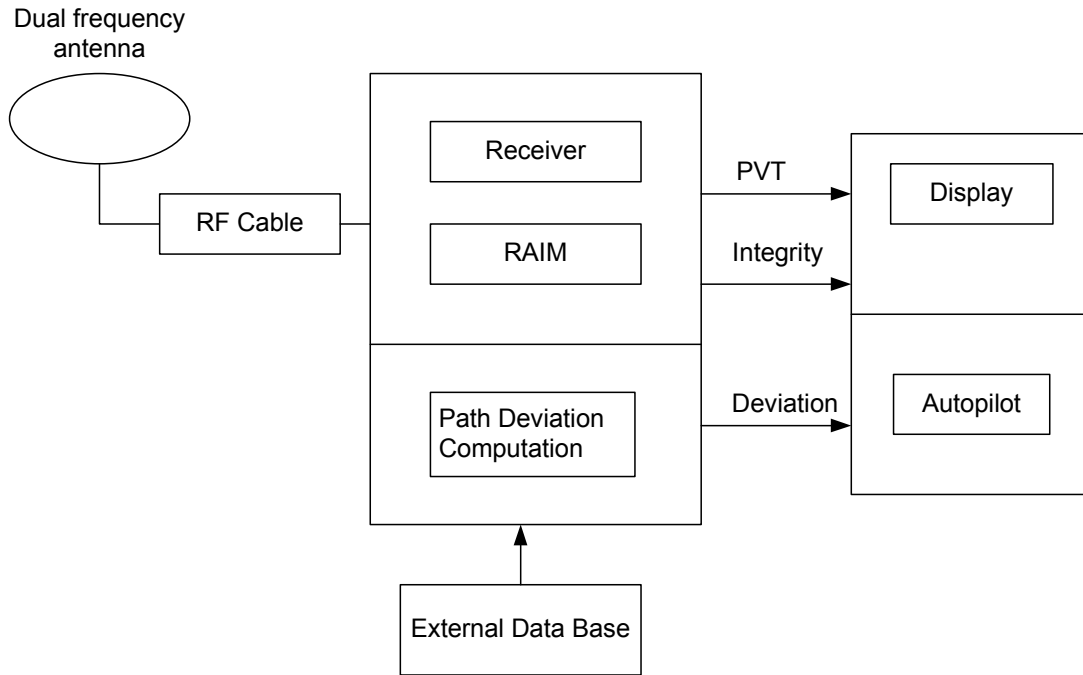 Dual frequency
antenna
RF Cable
Receiver
RAIM
Path Deviation
Computation
External Data Base
PVT
Integrity
Deviation
Display
Autopilot